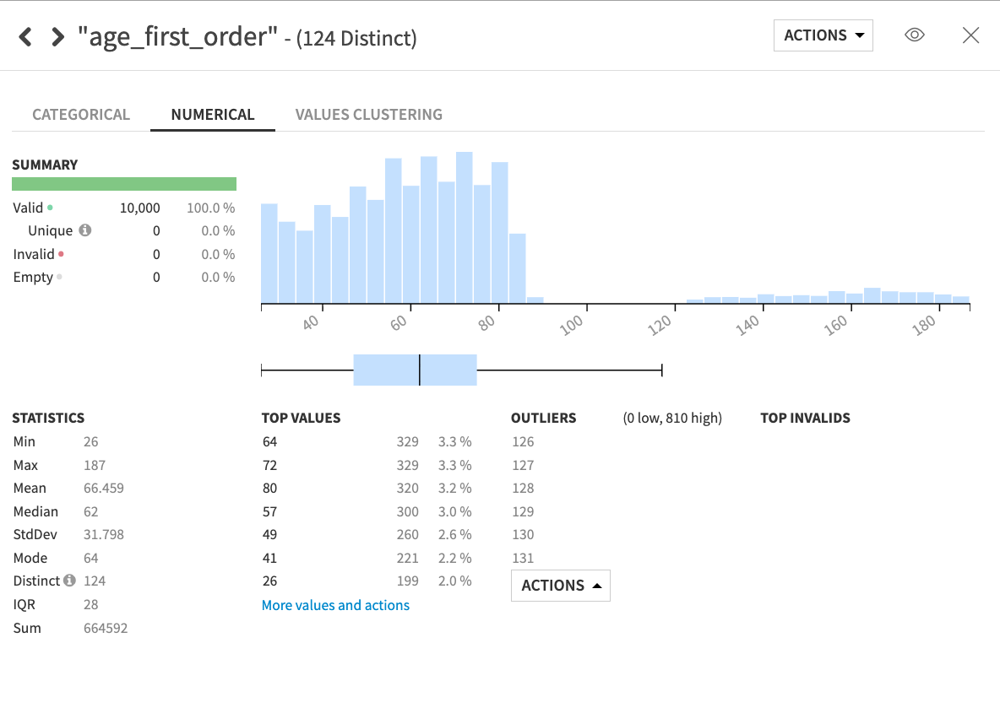 "age_first_order" - (124 Distinct)
ACTIONS
CATEGORICAL NUMERICAL VALUES CLUSTERING
SUMMARY
Valid 10,000 100.0 %
Unique 0 0.0 %
Invalid 0 0.0 %
Empty 0 0.0 %
40 60 80 100 120 140 160 180
STATISTICS
Min 26
Max 187
Mean 66.459
Median 62
StdDev 31.798
Mode 64
Distinct 124
IQR 28
Sum 664592
TOP VALUES
64 329 3.3 %
72 329 3.3 %
80 320 3.2 %
57 300 3.0 %
49 260 2.6 %
41 221 2.2 %
26 199 2.0 %
More values and actions
OUTLIERS (0 low, 810 high)
126
127
128
129
130
131
ACTIONS
TOP INVALIDS